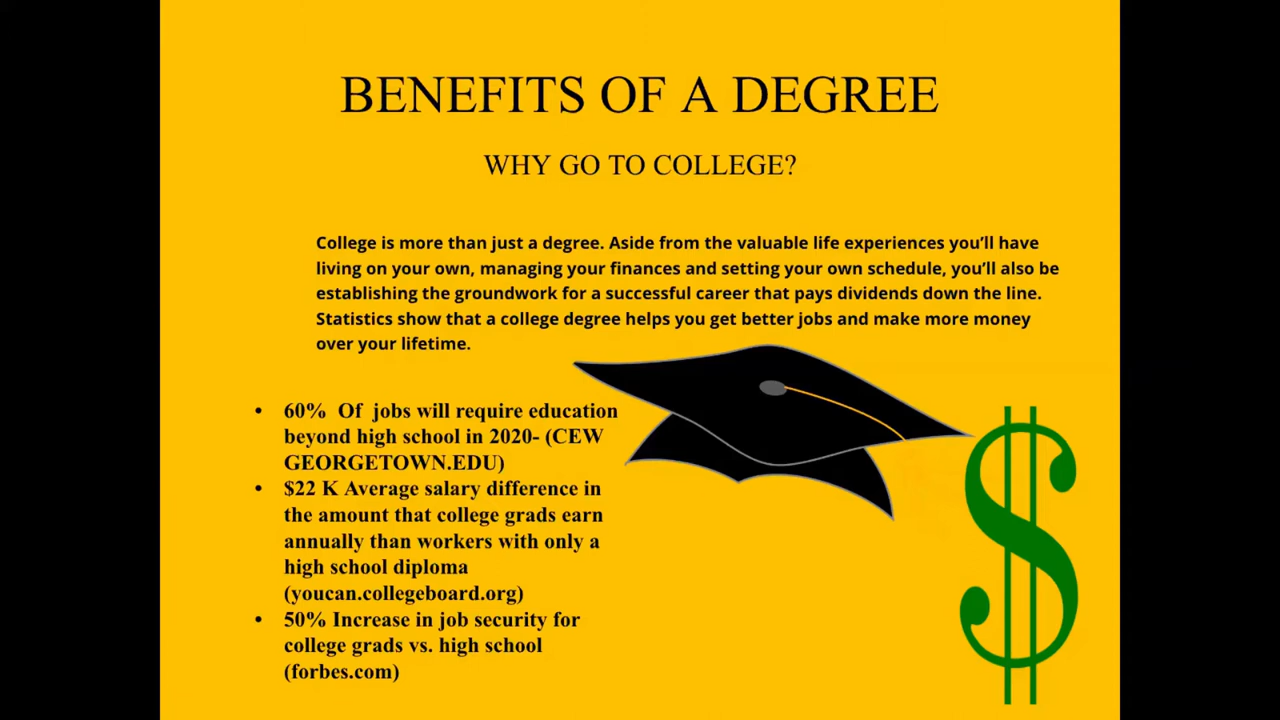 BENEFITS OF A DEGREE
WHY GO TO COLLEGE?
College is more than just a degree. Aside from the valuable life experiences you’ll have
living on your own, managing your finances and setting your own schedule, you’ll also be
establishing the groundwork for a successful career that pays dividends down the line.
Statistics show that a college degree helps you get better jobs and make more money
over your lifetime.
• 60%  Of  jobs will require education
beyond high school in 2020- (CEW
GEORGETOWN.EDU)
• $22 K Average salary difference in
the amount that college grads earn
annually than workers with only a
high school diploma
(youcan.collegeboard.org)
• 50% Increase in job security for
college grads vs. high school
(forbes.com)
$